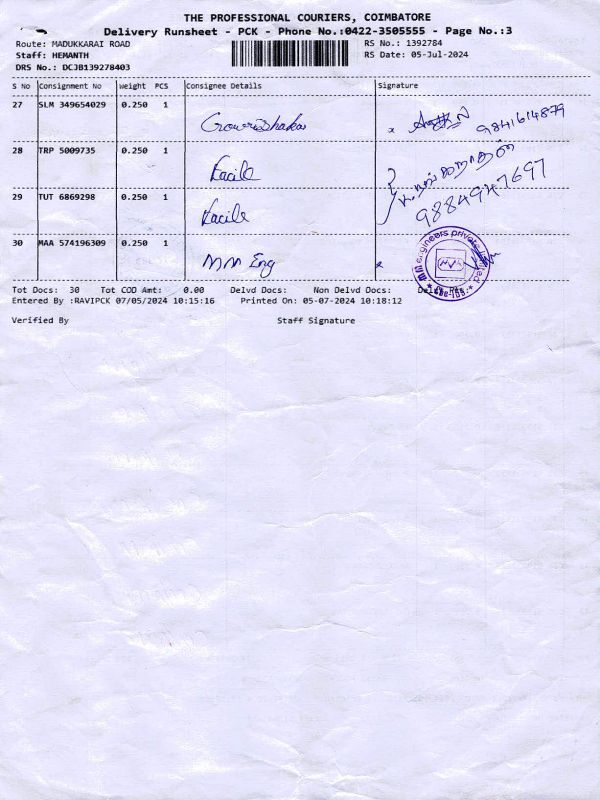 THE PROFESSIONAL COURIERS, COIMBATORE
Delivery Runsheet - PCK - Phone No.:0422-3505555 - Page No.:3
Route: MADUKKARAI ROAD RS No.: 1392784
Staff: HEMANTH RS Date: 05-Jul-2024
DRS No.: DCJB139278403
S No Consignment No Weight PCS Consignee Details Signature
27 SLM 349654029 0.250 1
9841614879
28 TRP 5009735 0.250 1 Facile
9884947697
29 TUT 6869298 0.250 1 Facile
30 MAA 574196309 0.250 1 MM Eng
engineers private limited
Tot Docs: 30 Tot COD Amt: 0.00 Delvd Docs: Non Delvd Docs:
Entered By :RAVIPCK 07/05/2024 10:15:16 Printed On: 05-07-2024 10:18:12
Verified By Staff Signature